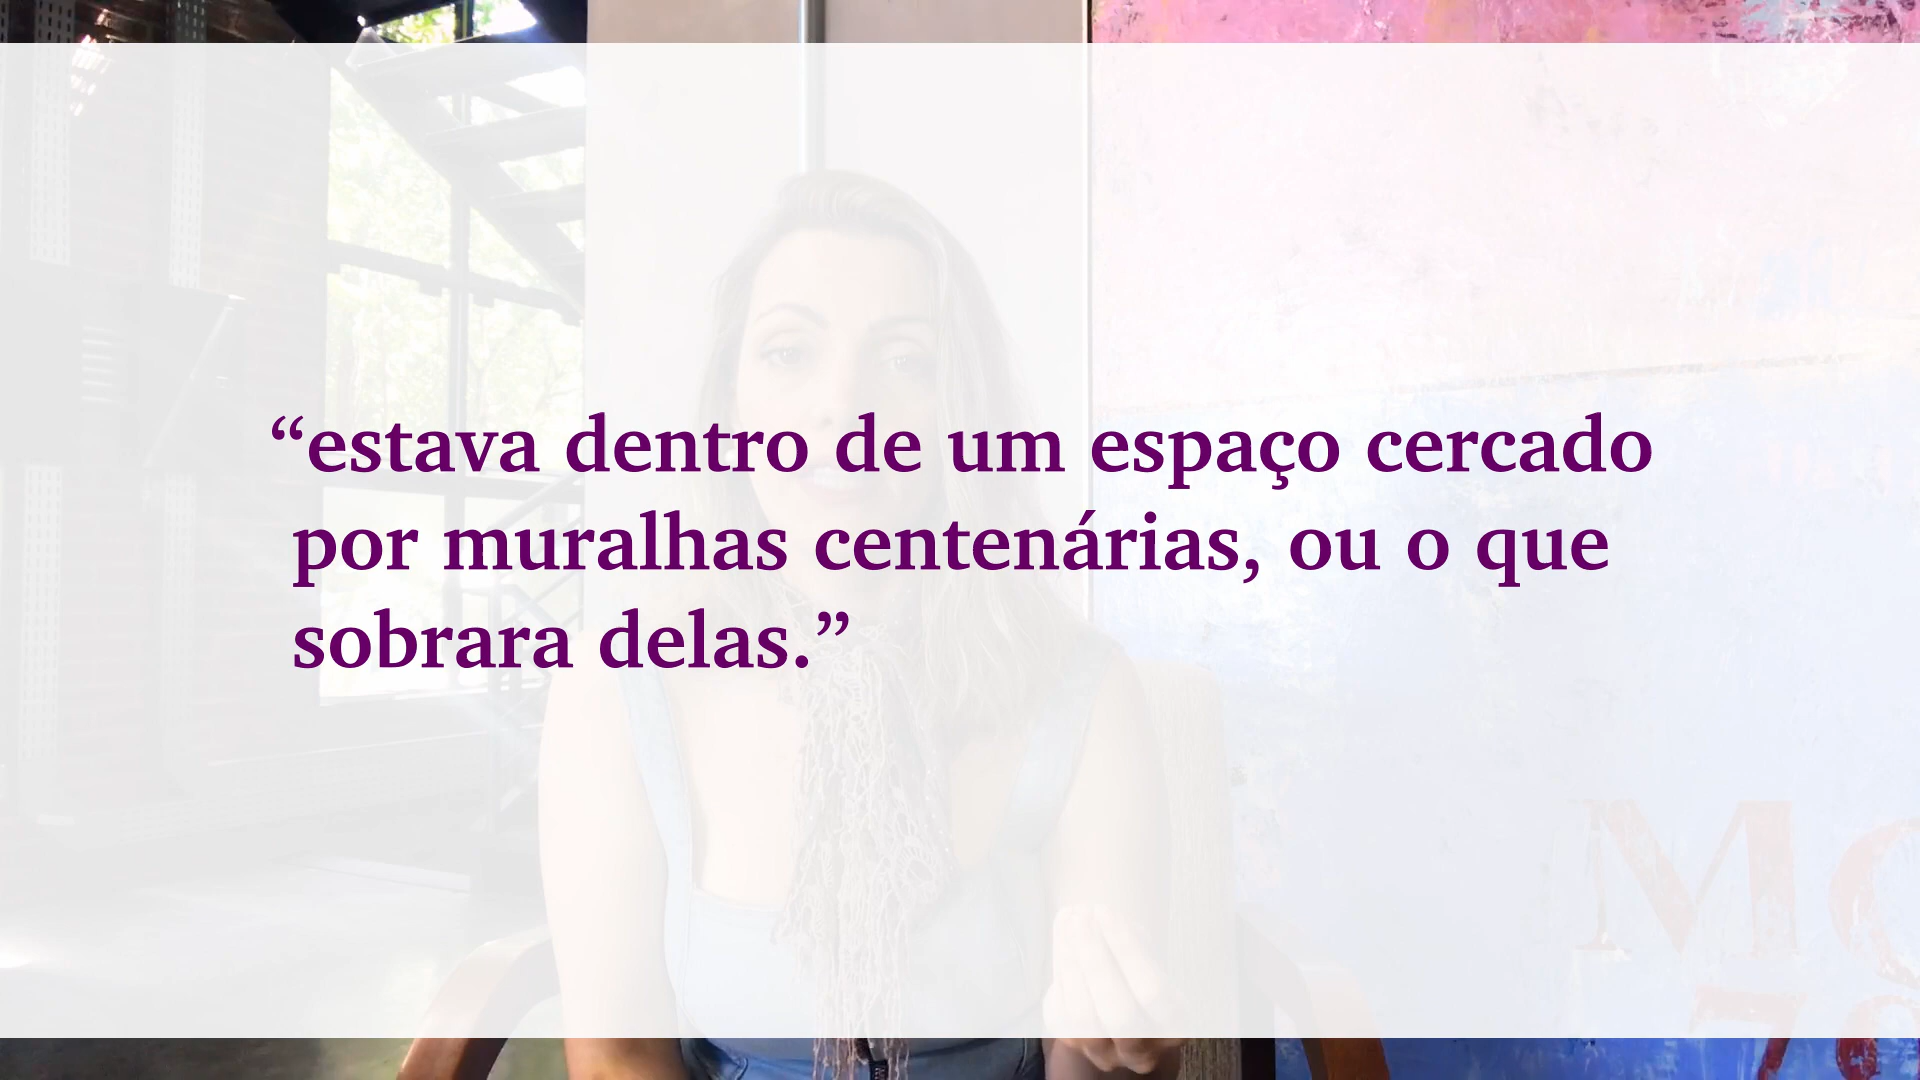 “estava dentro de um espaço cercado
por muralhas centenárias, ou o que
sobrara delas.”